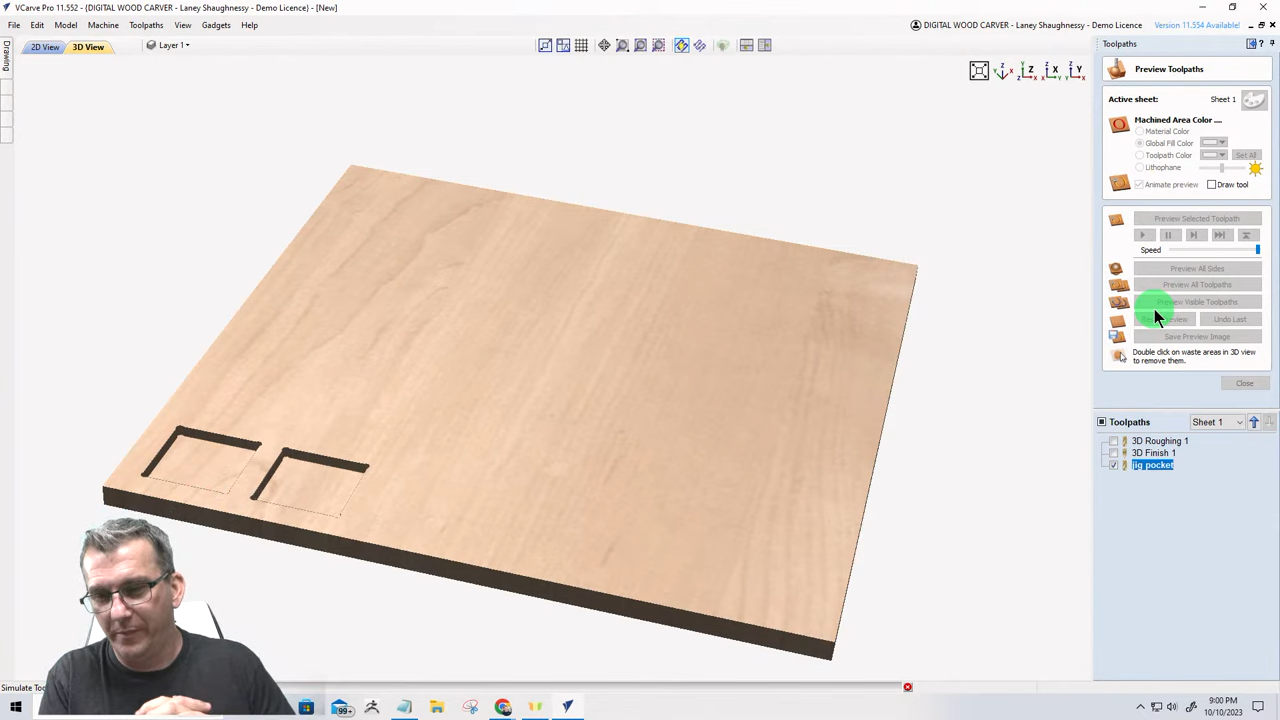 VCarve Pro 11.552 - (DIGITAL WOOD CARVER - Laney Shaughnessy - Demo Licence) - [New]
File Edit Model Machine Toolpaths View Gadgets Help
DIGITAL WOOD CARVER - Laney Shaughnessy - Demo Licence Version 11.554 Available!
Drawing
2D View 3D View Layer 1
Z X Y
Toolpaths
Preview Toolpaths
Active sheet: Sheet 1
Machined Area Color ....
Material Color
Global Fill Color
Toolpath Color Set All
Lithophane
Animate preview Draw tool
Preview Selected Toolpath
Speed
Preview All Sides
Preview All Toolpaths
Preview Visible Toolpaths
Undo Last
Save Preview Image
Double click on waste areas in 3D view
to remove them.
Close
Toolpaths Sheet 1
3D Roughing 1
3D Finish 1
jig pocket
Simulate
99+
9:00 PM
10/10/2023